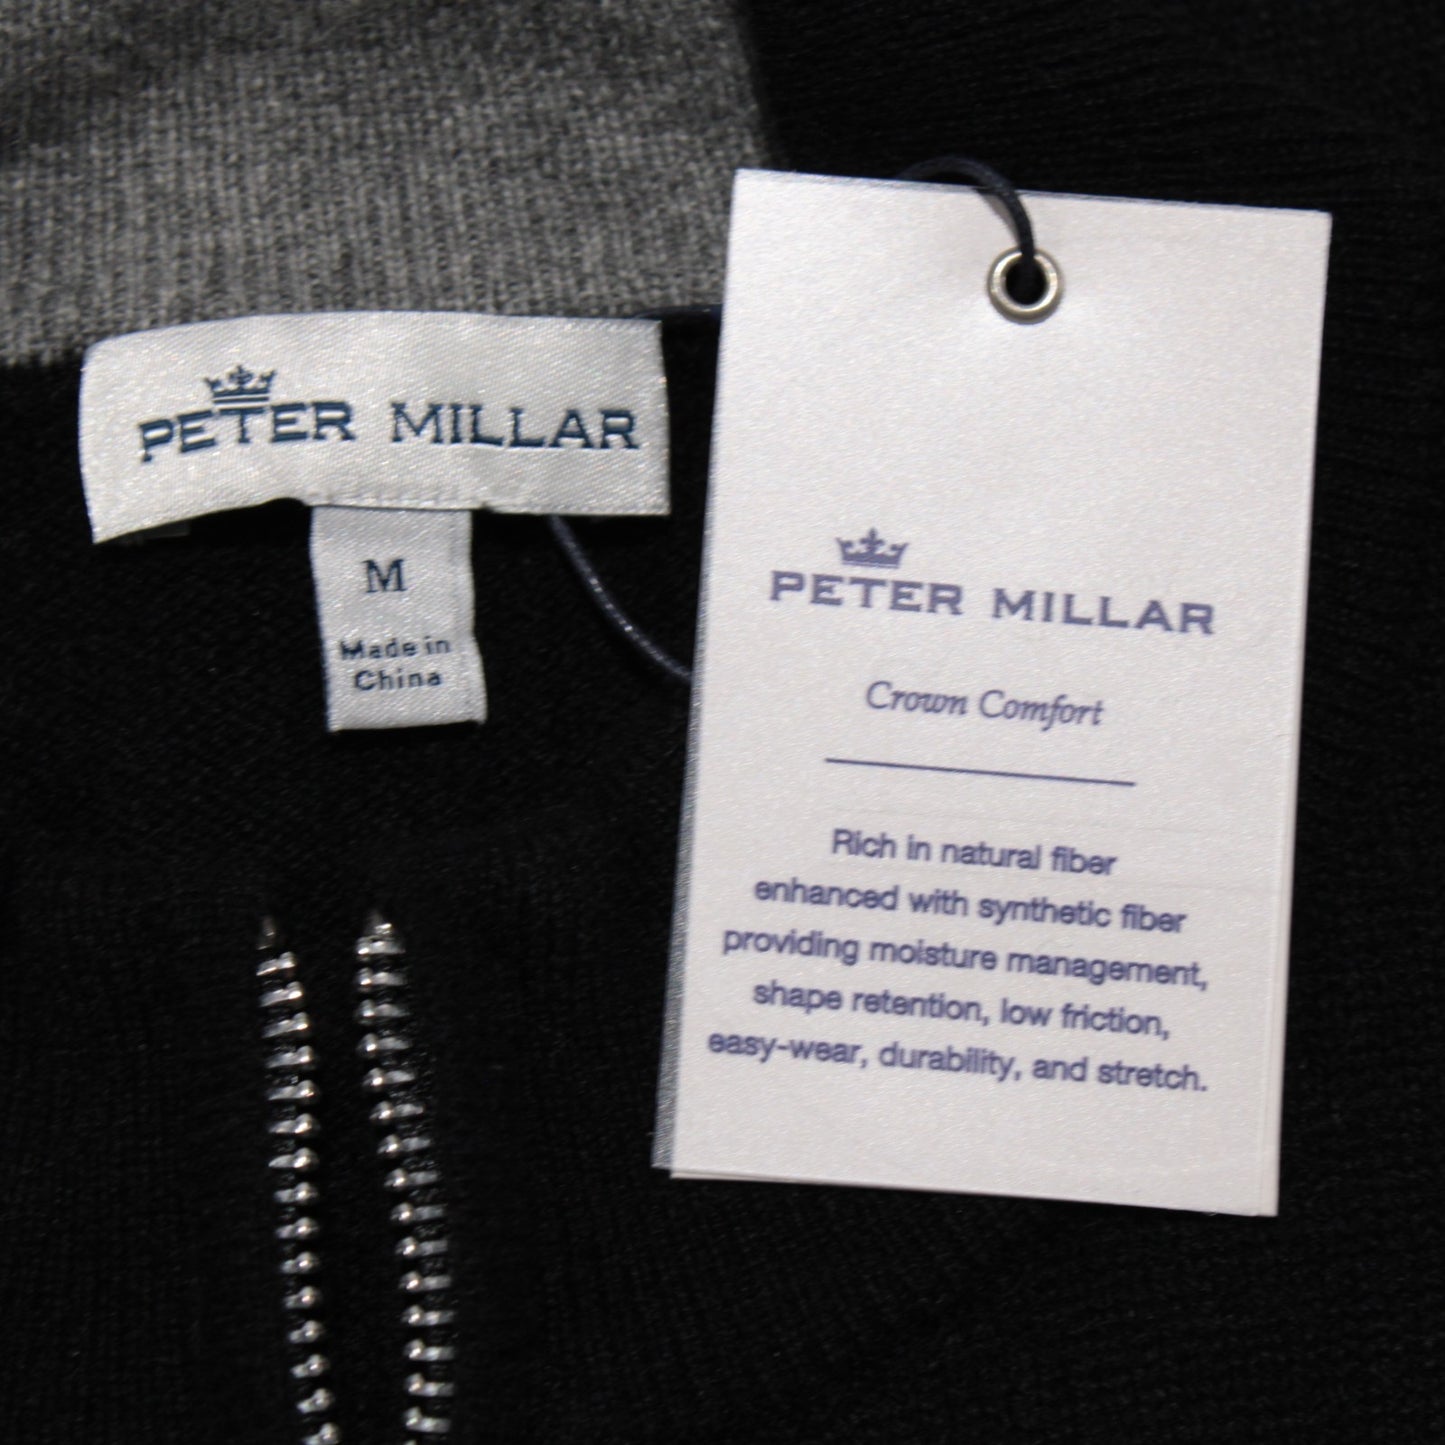 PETER MILLAR
M
Made in
China
PETER MILLAR
Crown Comfort
Rich in natural fiber
enhanced with synthetic fiber
providing moisture management,
shape retention, low friction,
easy-wear, durability, and stretch.